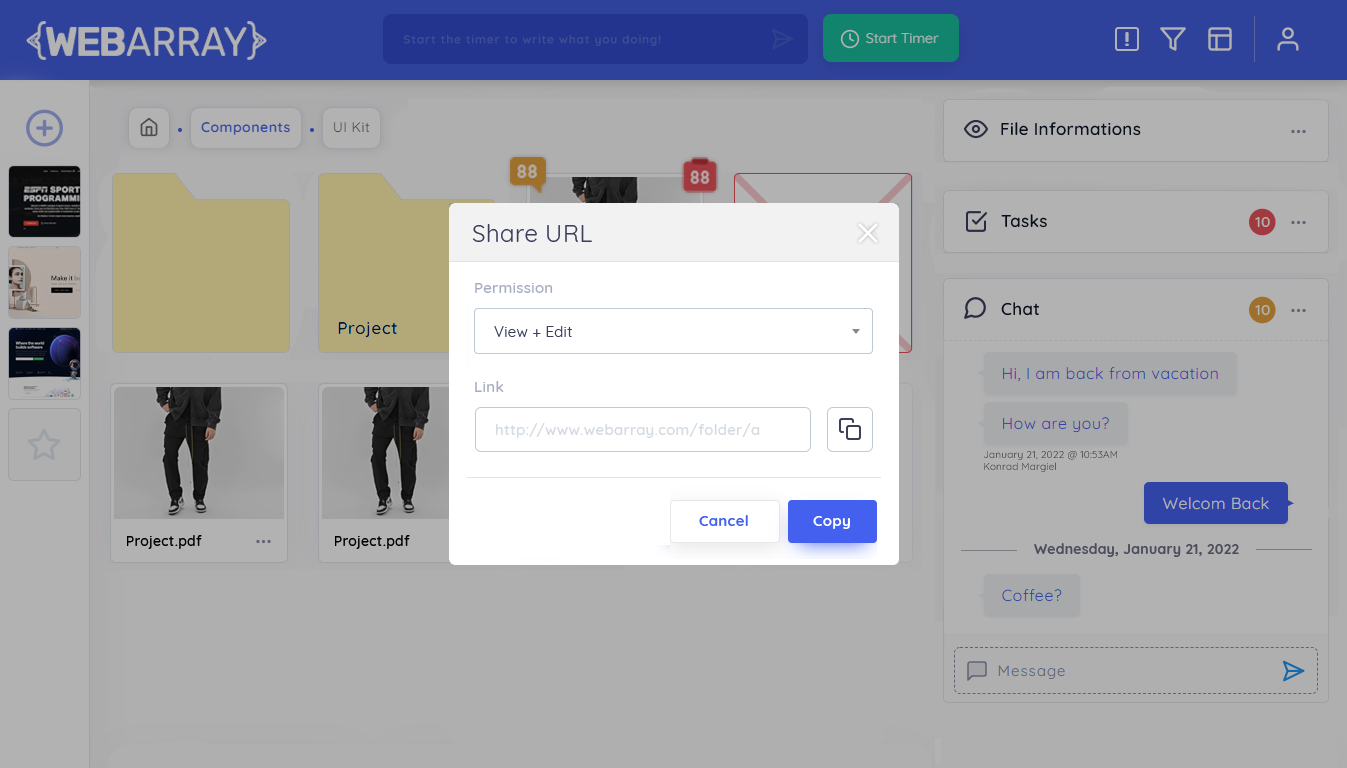 {WEBARRAY}
Start the timer to write what you doing!
Start Timer
Components
UI Kit
88
88
Project
Project.pdf
Project.pdf
ESPN SPORT
PROGRAMMI
Make it be
Where the world
builds software
Share URL
Permission
View + Edit
Link
http://www.webarray.com/folder/a
Cancel
Copy
File Informations
Tasks
10
Chat
10
Hi, I am back from vacation
How are you?
January 21, 2022 @ 10:53AM
Konrad Margiel
Welcom Back
Wednesday, January 21, 2022
Coffee?
Message